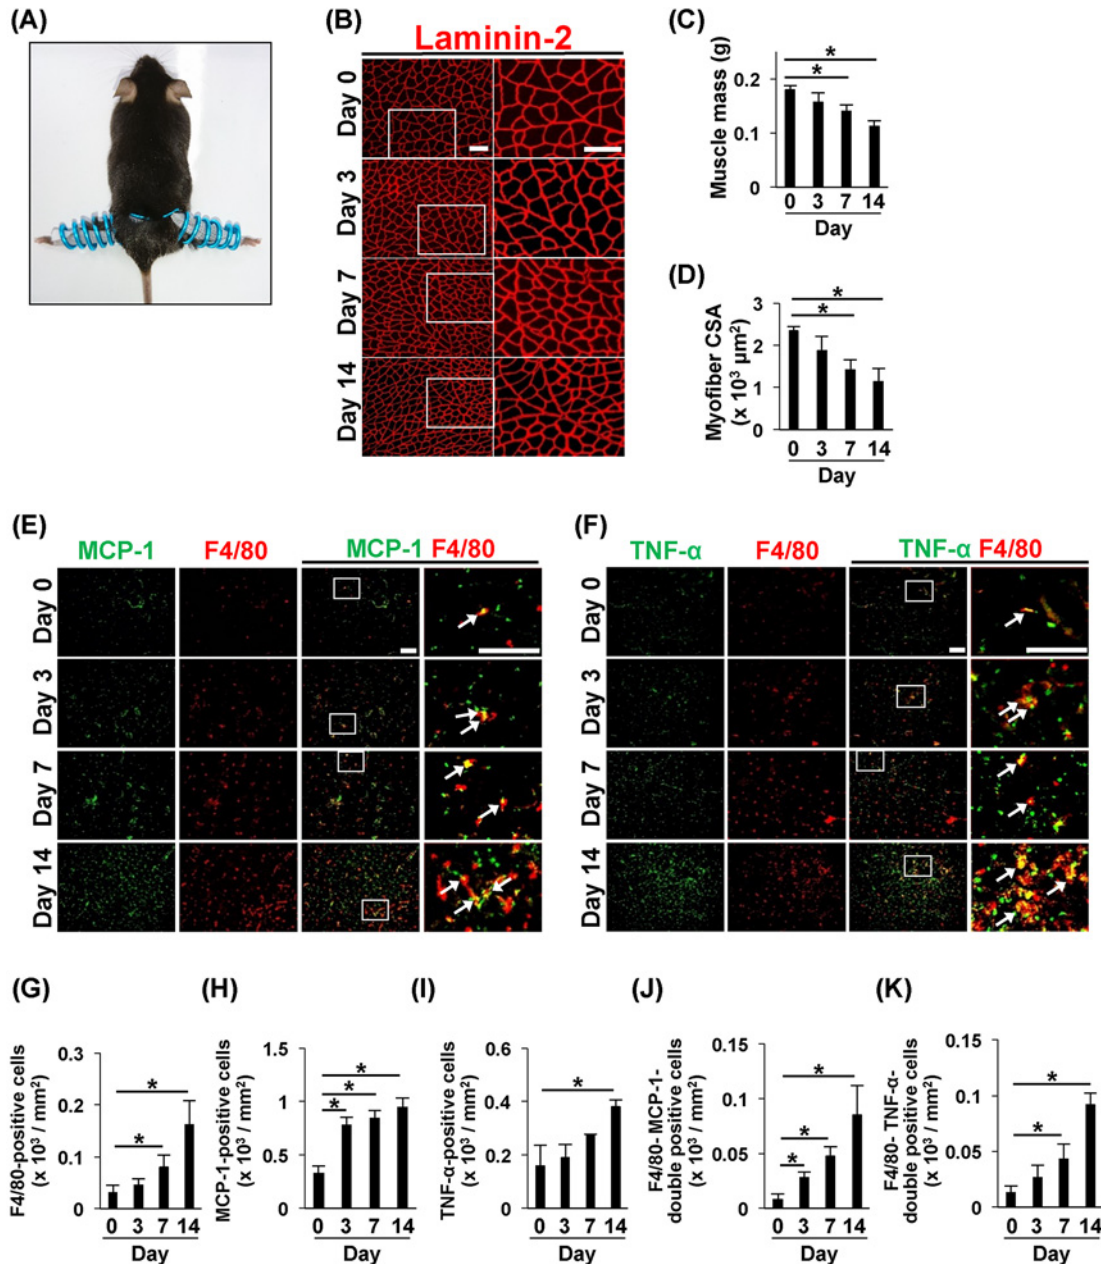 (A)
(B)
Laminin-2
Day 0
Day 3
Day 7
Day 14
(C)
Muscle mass (g)
0.2
0.1
0
* *
0 3 7 14
Day
(D)
Myofiber CSA
(x 10³ μm²)
3
2
1
0
* *
0 3 7 14
Day
(E)
MCP-1 F4/80 MCP-1 F4/80
Day 0
Day 3
Day 7
Day 14
(F)
TNF-α F4/80 TNF-α F4/80
Day 0
Day 3
Day 7
Day 14
(G)
F4/80-positive cells
(x 10³ / mm²)
0.3
0.2
0.1
0
* *
0 3 7 14
Day
(H)
MCP-1-positive cells
(x 10³ / mm²)
1.5
1
0.5
0
* * *
0 3 7 14
Day
(I)
TNF-α-positive cells
(x 10³ / mm²)
0.6
0.4
0.2
0
*
0 3 7 14
Day
(J)
F4/80- MCP-1-
double positive cells
(x 10³ / mm²)
0.15
0.1
0.05
0
* * *
0 3 7 14
Day
(K)
F4/80- TNF-α-
double positive cells
(x 10³ / mm²)
0.15
0.1
0.05
0
* *
0 3 7 14
Day